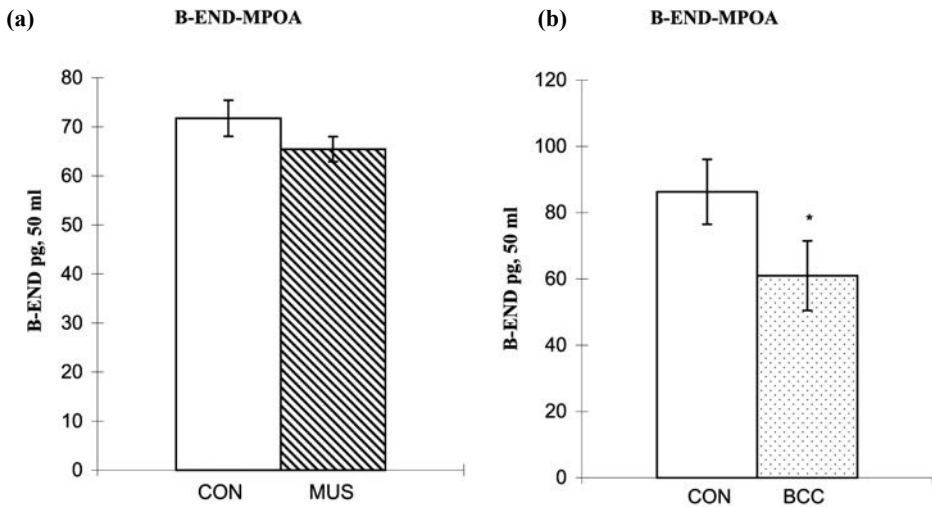 (a)
B-END-MPOA
B-END pg, 50 ml
80
70
60
50
40
30
20
10
0
CON MUS
(b)
B-END-MPOA
B-END pg, 50 ml
120
100
80
60
40
20
0
*
CON BCC